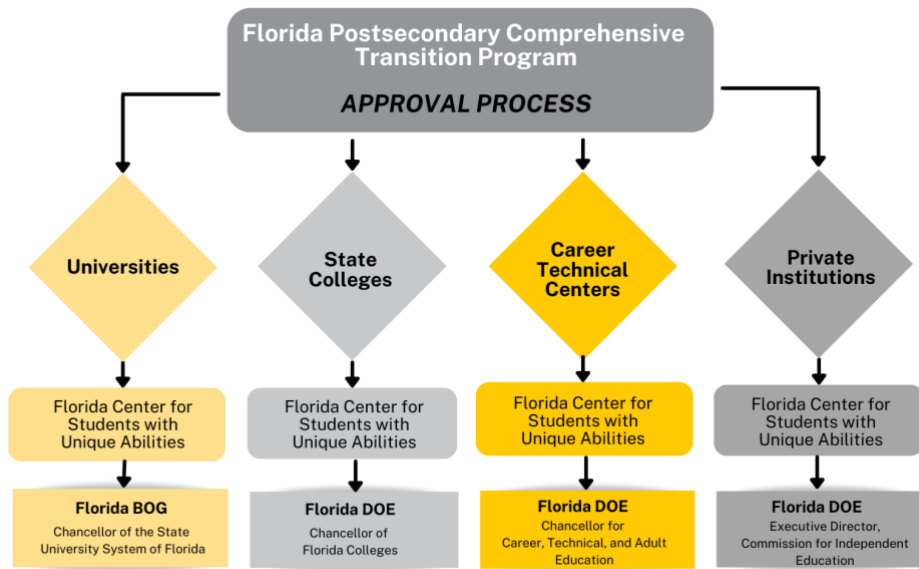 Florida Postsecondary Comprehensive
Transition Program
APPROVAL PROCESS
Universities
State
Colleges
Career
Technical
Centers
Private
Institutions
Florida Center for
Students with
Unique Abilities
Florida Center for
Students with
Unique Abilities
Florida Center for
Students with
Unique Abilities
Florida Center for
Students with
Unique Abilities
Florida BOG
Chancellor of the State
University System of Florida
Florida DOE
Chancellor of
Florida Colleges
Florida DOE
Chancellor for
Career, Technical, and Adult
Education
Florida DOE
Executive Director,
Commission for Independent
Education